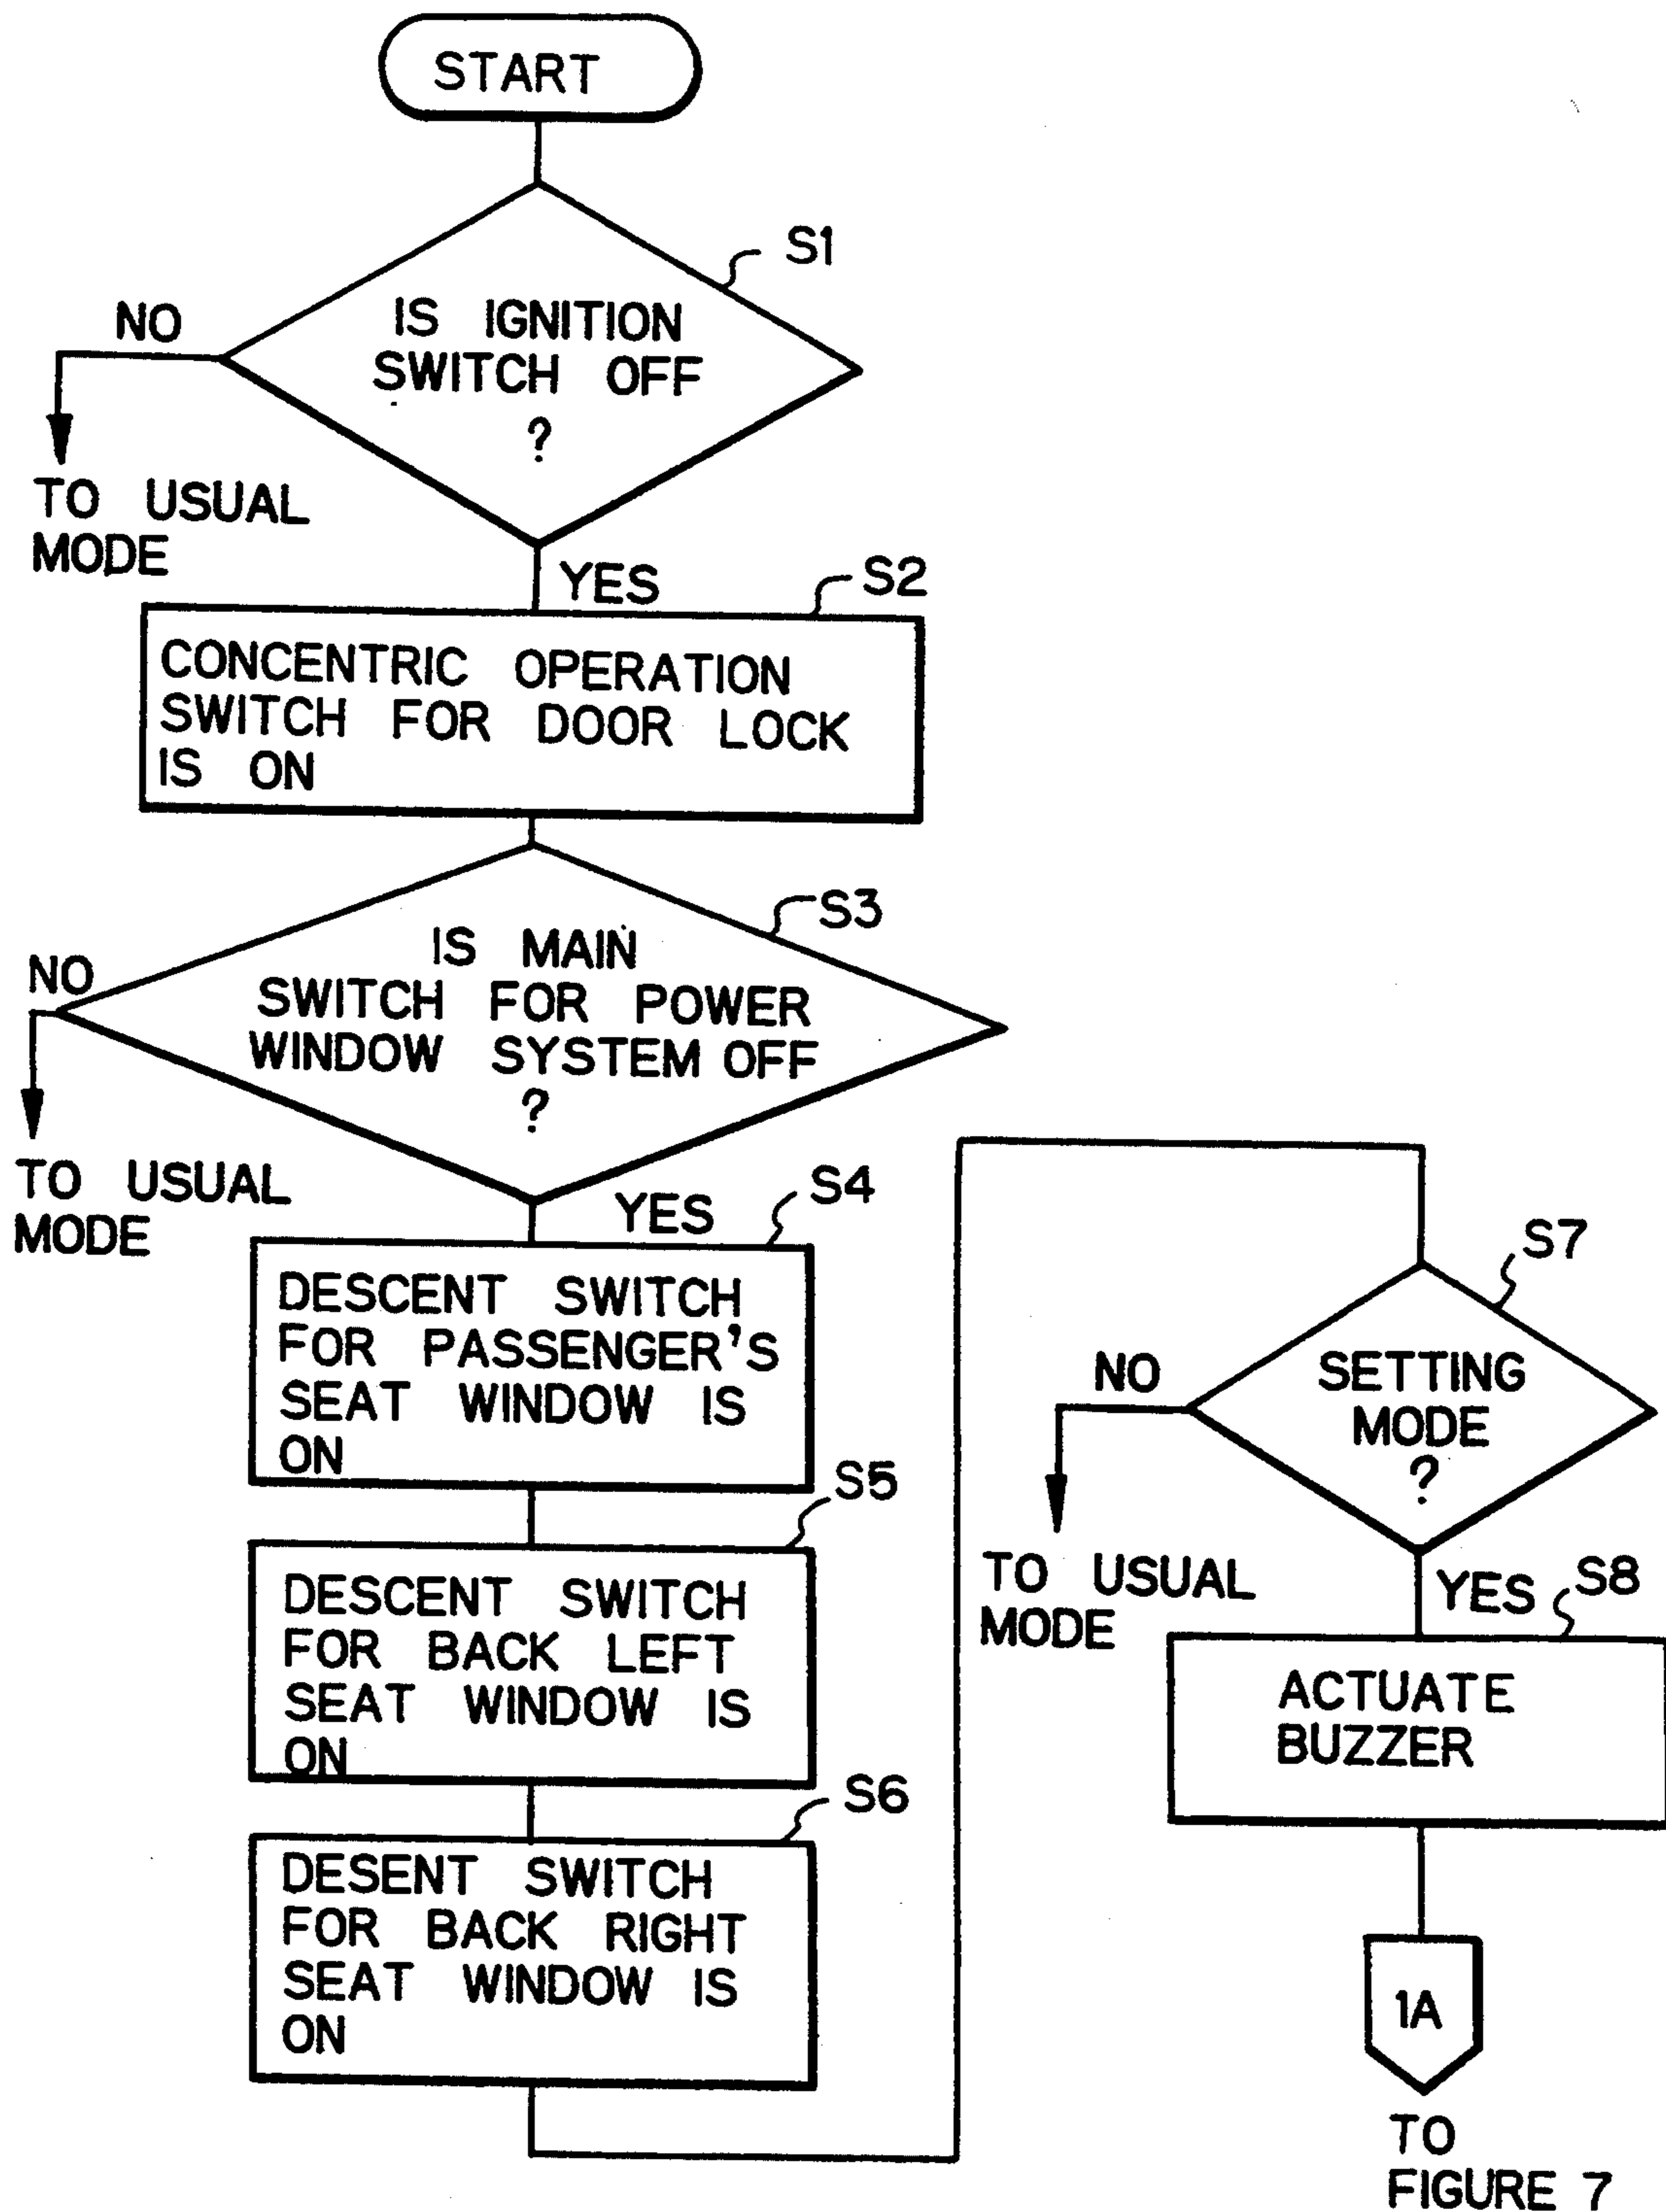 START
S1
NO
IS IGNITION
SWITCH OFF
?
TO USUAL
MODE
YES
S2
CONCENTRIC OPERATION
SWITCH FOR DOOR LOCK
IS ON
S3
NO
IS MAIN
SWITCH FOR POWER
WINDOW SYSTEM OFF
?
TO USUAL
MODE
YES
S4
DESCENT SWITCH
FOR PASSENGER'S
SEAT WINDOW IS
ON
S5
DESCENT SWITCH
FOR BACK LEFT
SEAT WINDOW IS
ON
S6
DESENT SWITCH
FOR BACK RIGHT
SEAT WINDOW IS
ON
S7
NO
SETTING
MODE
?
TO USUAL
MODE
YES
S8
ACTUATE
BUZZER
1A
TO
FIGURE 7